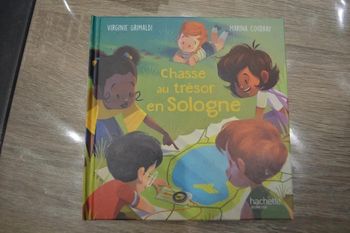 VIRGINIE GRIMALDI
MARINA COUDRAY
Chasse
au trésor
en Sologne
hachette